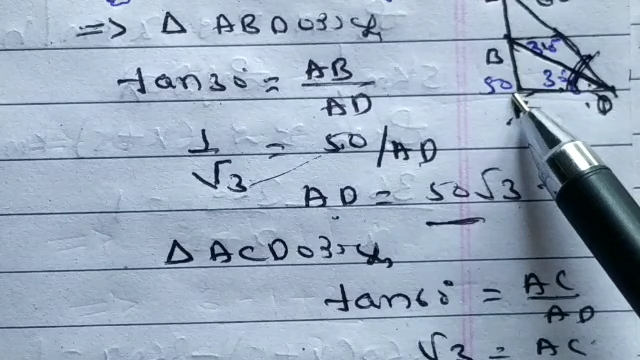 => Δ ABD
tan30 = AB
AD
1
√3
= 50/AD
AD = 50√3
Δ ACD
tan60 = AC
AD
√3 = AC
B
50
30
D